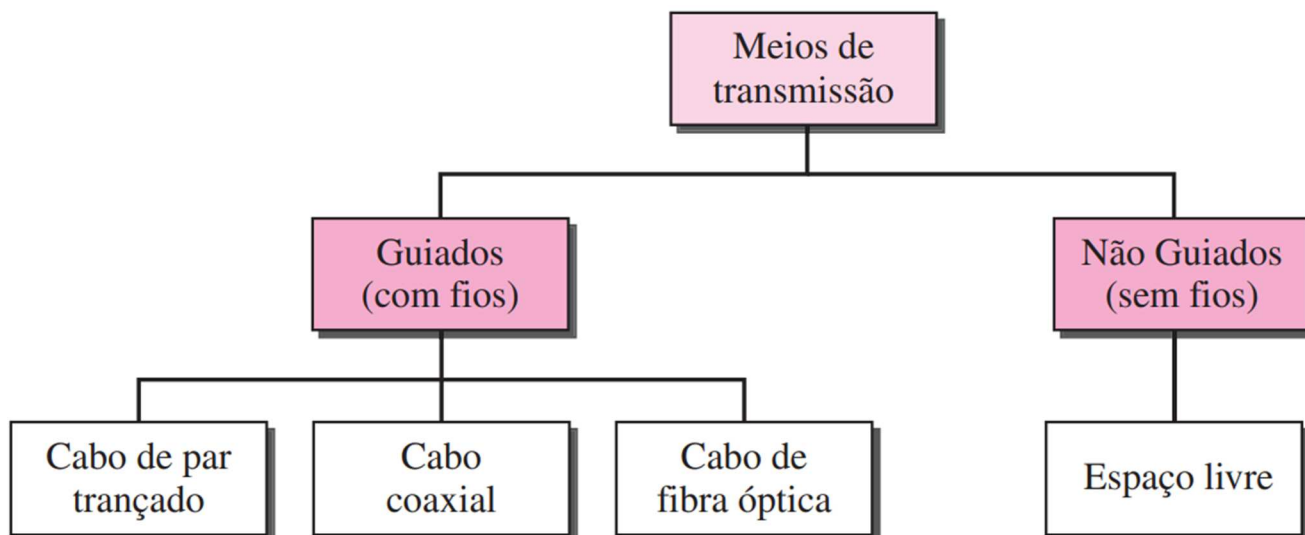 Meios de
transmissão
Guiados
(com fios)
Não Guiados
(sem fios)
Cabo de par
trançado
Cabo
coaxial
Cabo de
fibra óptica
Espaço livre